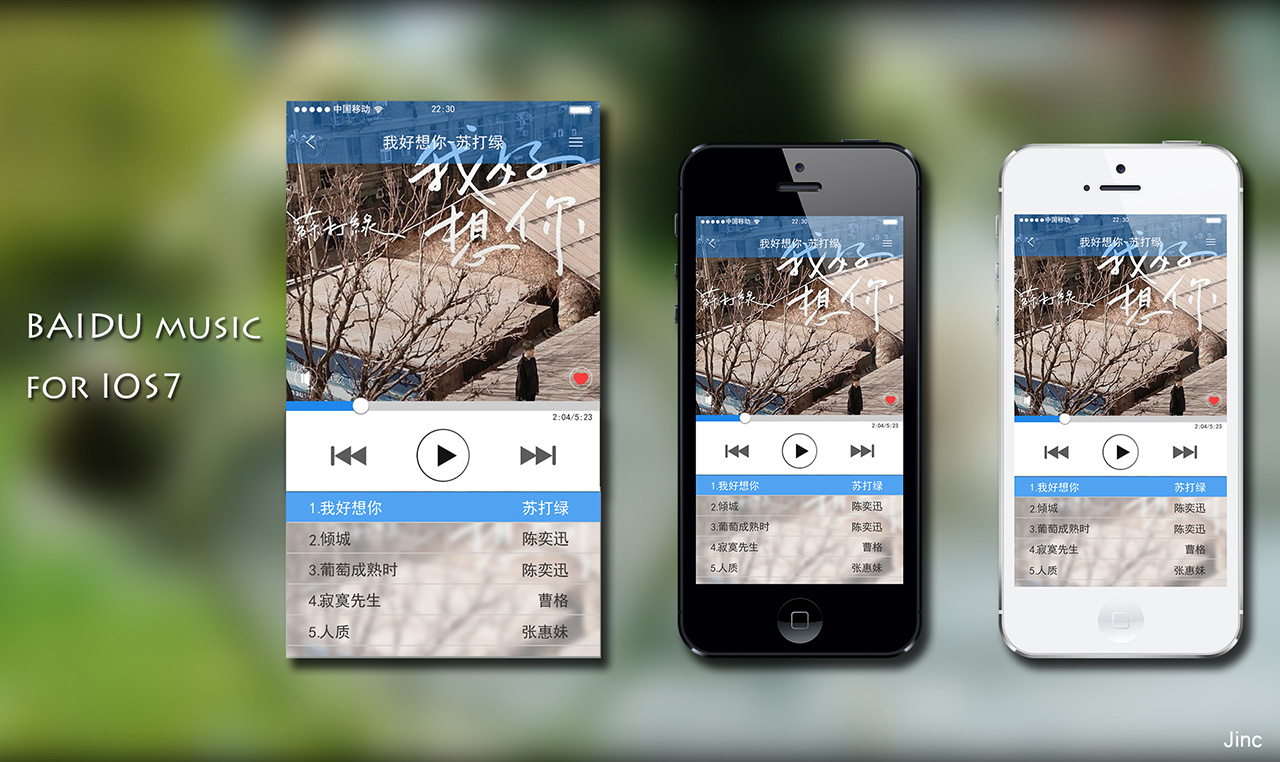 BAIDU MUSIC
FOR IOS7
中国移动 22:30
我好想你-苏打绿
我好
想你
蘇打綠
2:04/5:23
1.我好想你 苏打绿
2.倾城 陈奕迅
3.葡萄成熟时 陈奕迅
4.寂寞先生 曹格
5.人质 张惠妹
中国移动 22:30
我好想你-苏打绿
我好
想你
蘇打綠
2:04/5:23
1.我好想你 苏打绿
2.倾城 陈奕迅
3.葡萄成熟时 陈奕迅
4.寂寞先生 曹格
5.人质 张惠妹
中国移动 22:30
我好想你-苏打绿
我好
想你
蘇打綠
2:04/5:23
1.我好想你 苏打绿
2.倾城 陈奕迅
3.葡萄成熟时 陈奕迅
4.寂寞先生 曹格
5.人质 张惠妹
Jinc